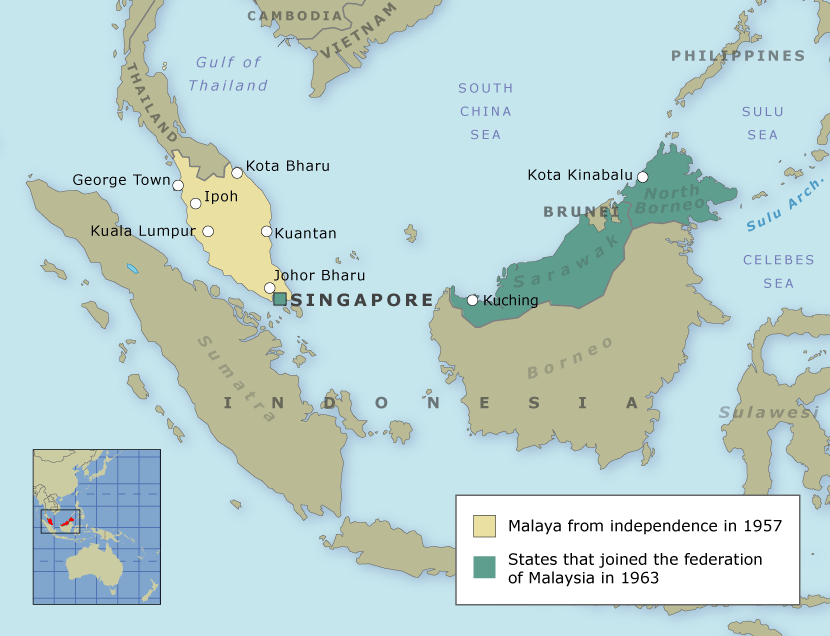 CAMBODIA
VIETNAM
PHILIPPINES
Gulf of
Thailand
THAILAND
SOUTH
CHINA
SEA
SULU
SEA
Kota Bharu
George Town
Ipoh
Kota Kinabalu
North
Borneo
Sulu Arch.
BRUNEI
Kuala Lumpur
Kuantan
Sarawak
CELEBES
SEA
Johor Bharu
SINGAPORE
Kuching
Sumatra
Borneo
INDONESIA
Sulawesi
Malaya from independence in 1957
States that joined the federation
of Malaysia in 1963